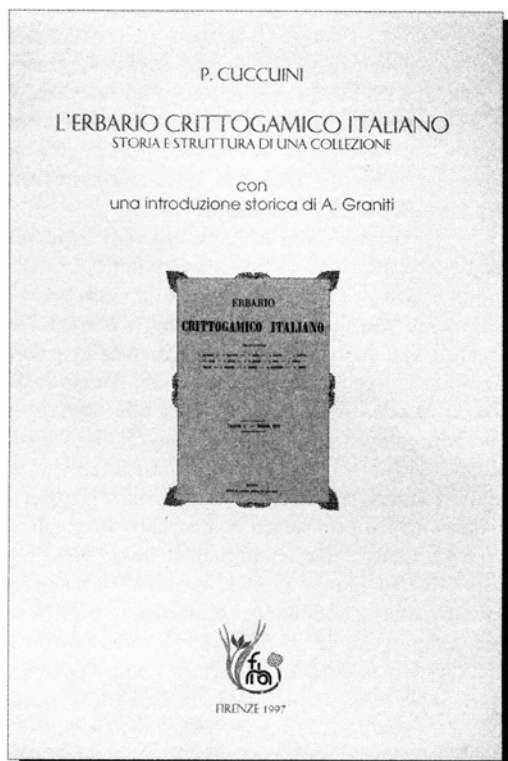 P. CUCCUINI
L'ERBARIO CRITTOGAMICO ITALIANO
STORIA E STRUTTURA DI UNA COLLEZIONE
con
una introduzione storica di A. Graniti
ERBARIO
CRITTOGAMICO ITALIANO
FIRENZE 1997